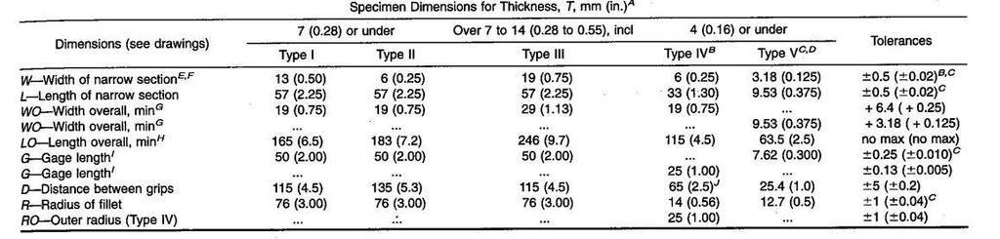 Specimen Dimensions for Thickness, T, mm (in.)A
Dimensions (see drawings) 7 (0.28) or under Over 7 to 14 (0.28 to 0.55), incl 4 (0.16) or under Tolerances
Type I Type II Type III Type IVB Type VC,D
W—Width of narrow sectionE,F 13 (0.50) 6 (0.25) 19 (0.75) 6 (0.25) 3.18 (0.125) ±0.5 (±0.02)B,C
L—Length of narrow section 57 (2.25) 57 (2.25) 57 (2.25) 33 (1.30) 9.53 (0.375) ±0.5 (±0.02)C
WO—Width overall, minG 19 (0.75) 19 (0.75) 29 (1.13) 19 (0.75) ... + 6.4 ( + 0.25)
WO—Width overall, minG ... ... ... ... 9.53 (0.375) + 3.18 ( + 0.125)
LO—Length overall, minH 165 (6.5) 183 (7.2) 246 (9.7) 115 (4.5) 63.5 (2.5) no max (no max)
G—Gage lengthI 50 (2.00) 50 (2.00) 50 (2.00) ... 7.62 (0.300) ±0.25 (±0.010)C
G—Gage lengthI ... ... ... 25 (1.00) ... ±0.13 (±0.005)
D—Distance between grips 115 (4.5) 135 (5.3) 115 (4.5) 65 (2.5)J 25.4 (1.0) ±5 (±0.2)
R—Radius of fillet 76 (3.00) 76 (3.00) 76 (3.00) 14 (0.56) 12.7 (0.5) ±1 (±0.04)C
RO—Outer radius (Type IV) ... ... ... 25 (1.00) ... ±1 (±0.04)